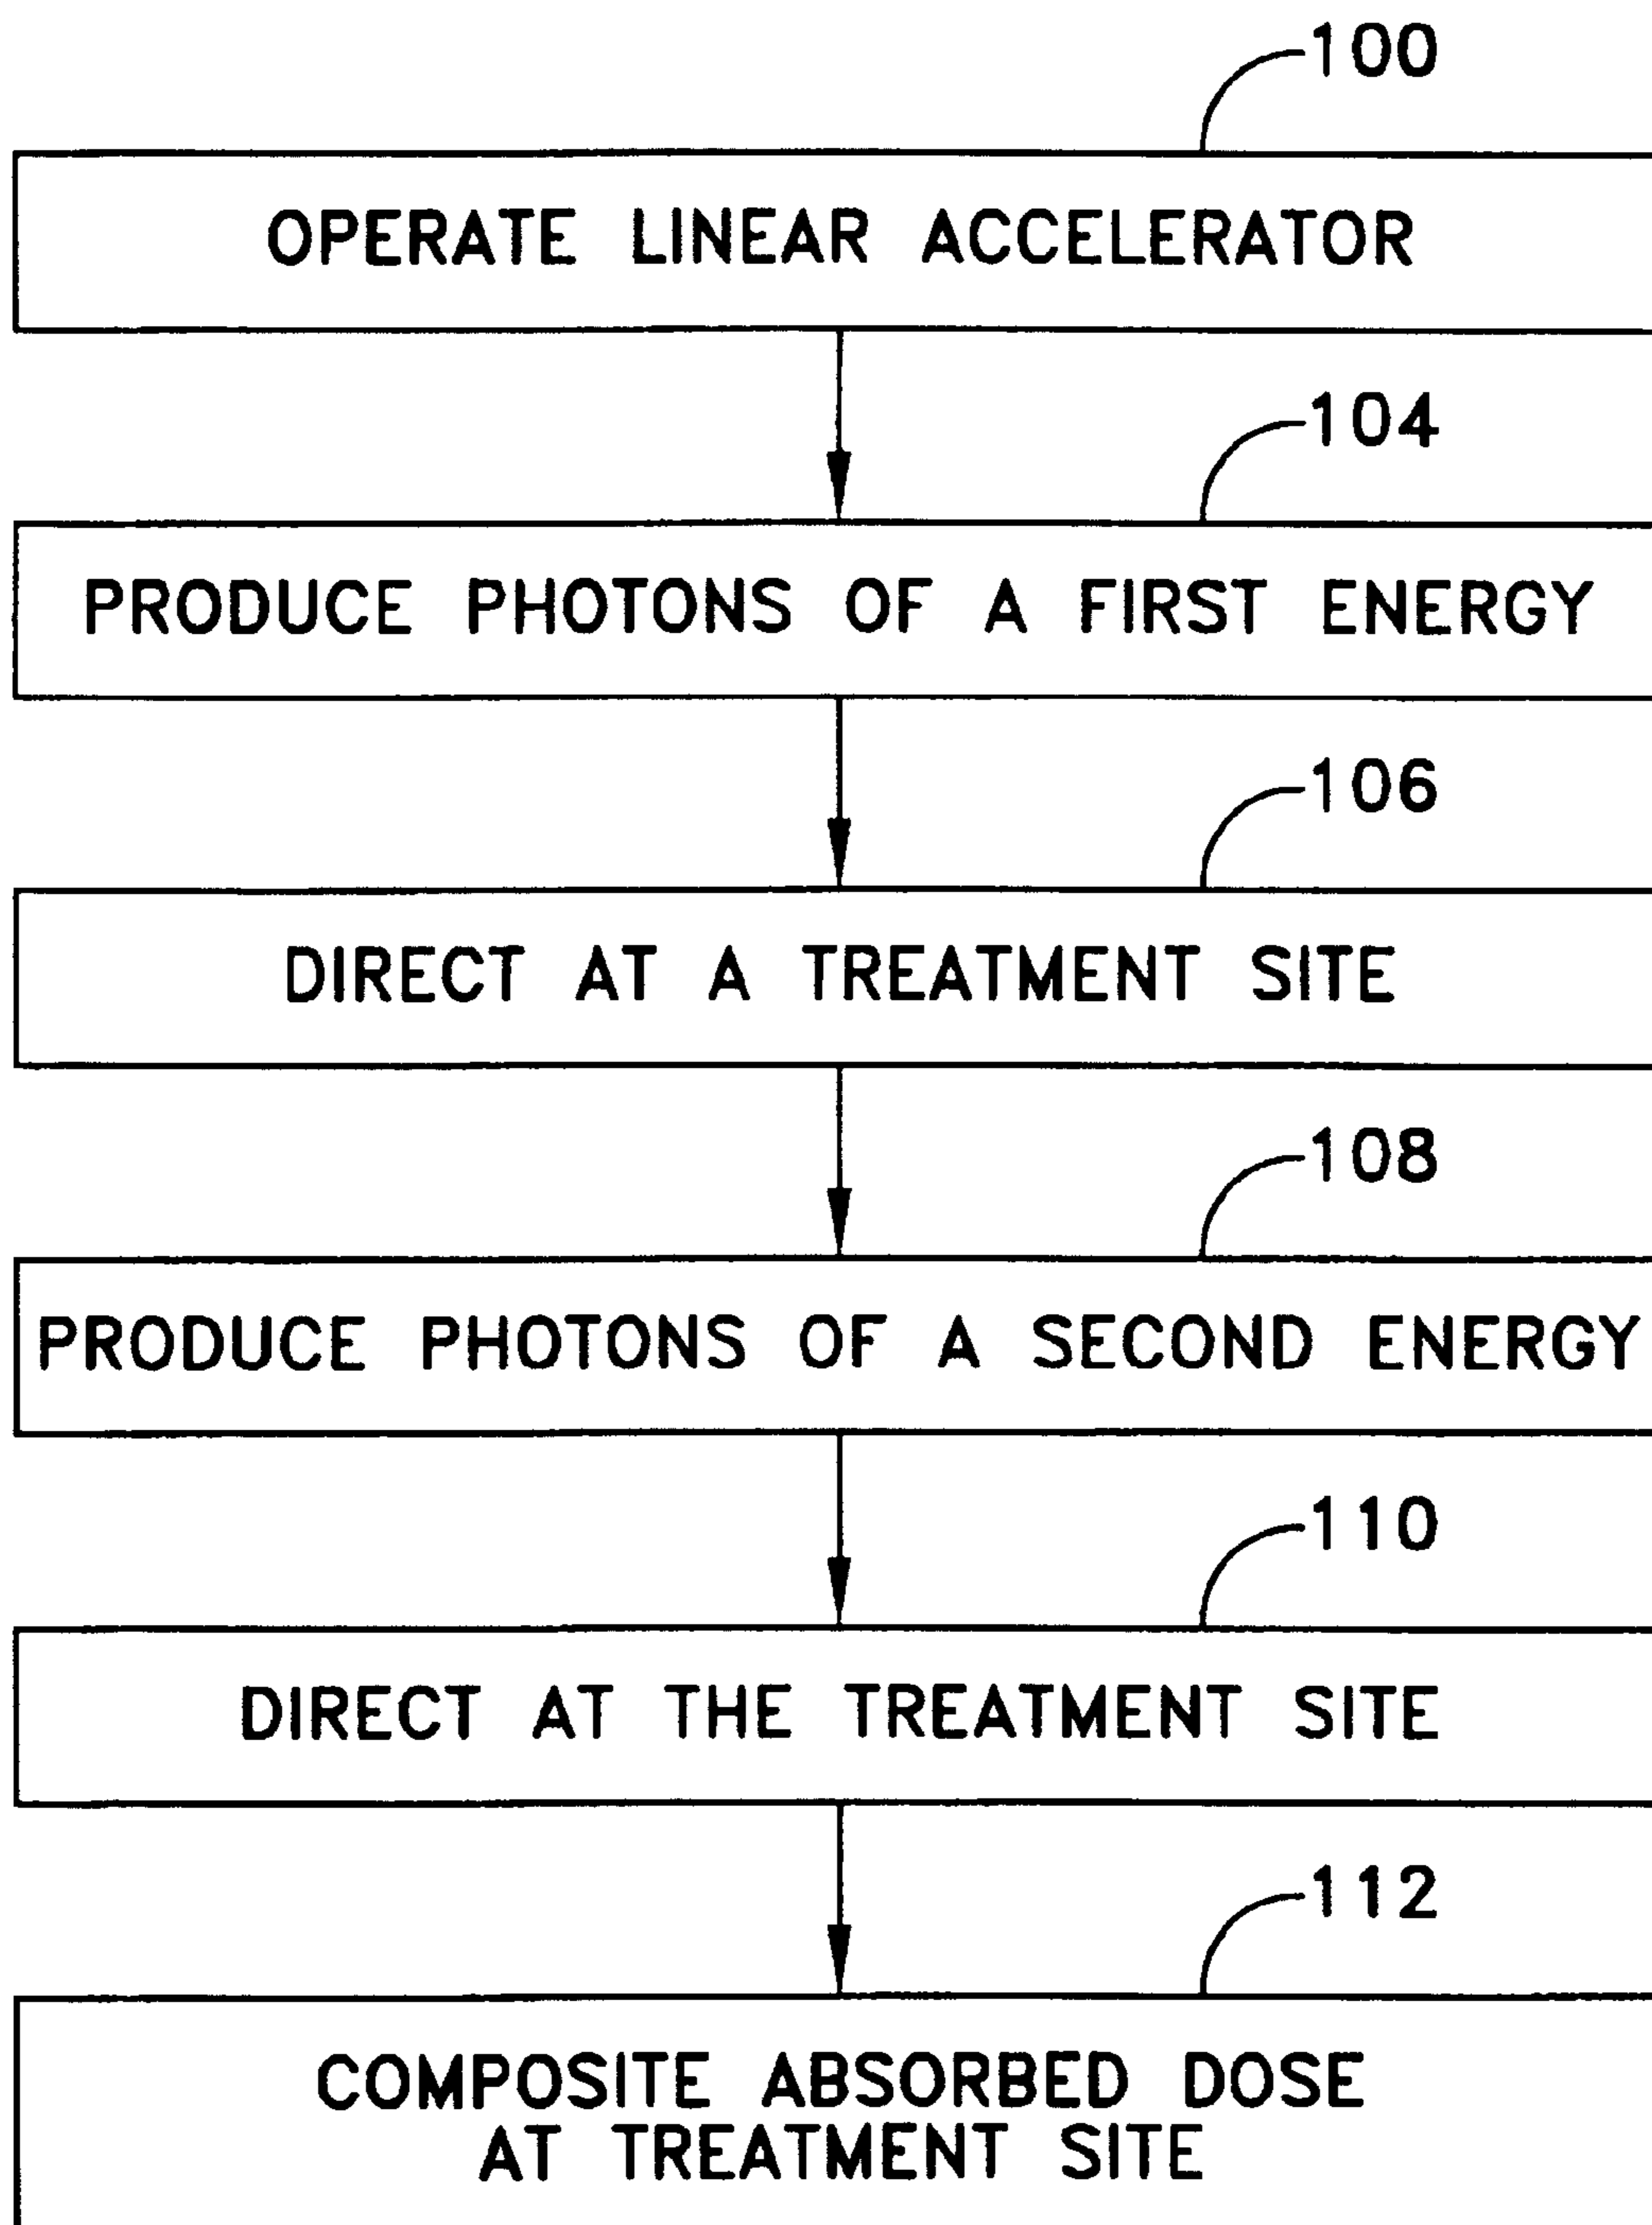 100
OPERATE LINEAR ACCELERATOR
104
PRODUCE PHOTONS OF A FIRST ENERGY
106
DIRECT AT A TREATMENT SITE
108
PRODUCE PHOTONS OF A SECOND ENERGY
110
DIRECT AT THE TREATMENT SITE
112
COMPOSITE ABSORBED DOSE
AT TREATMENT SITE